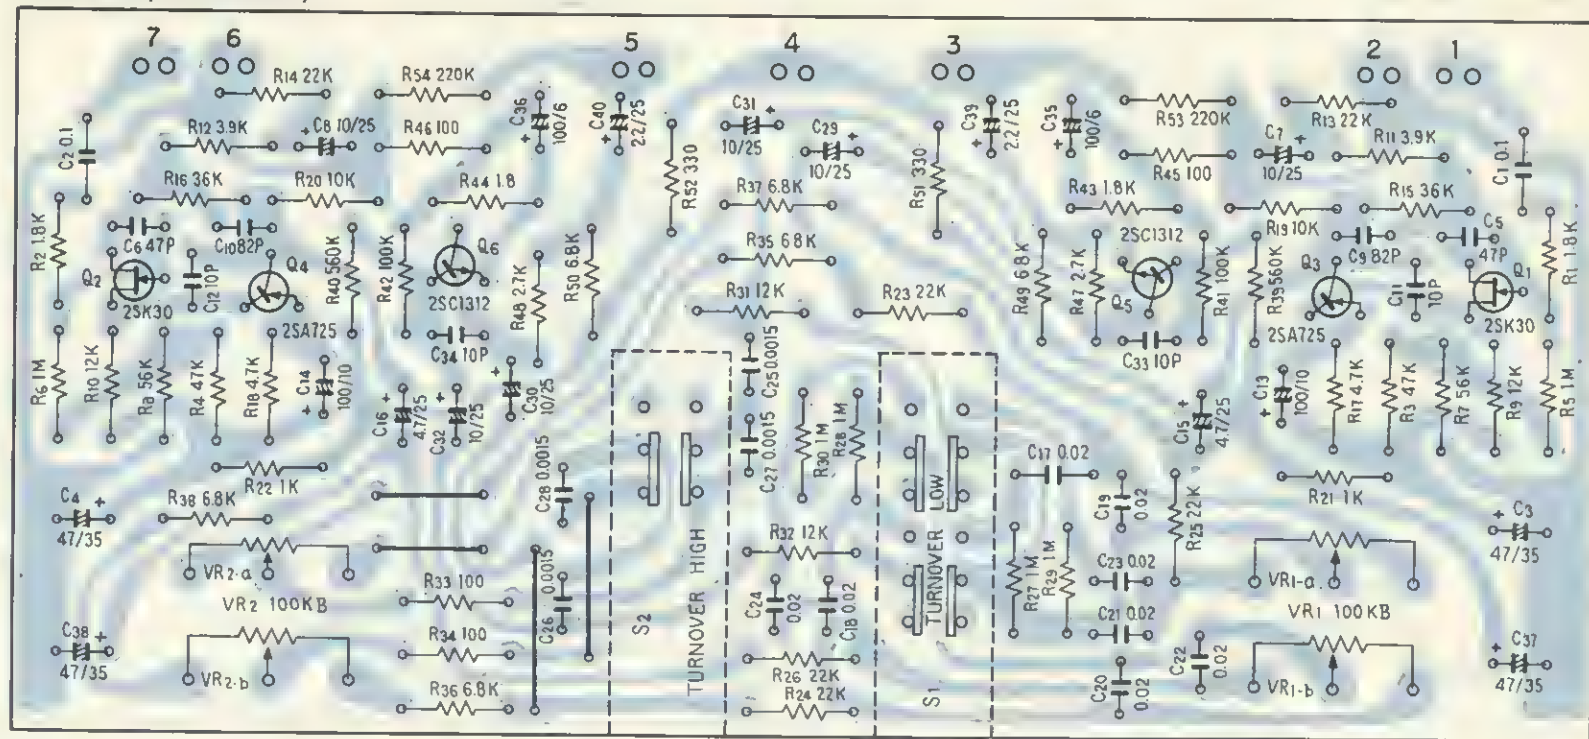 7 6 5 4 3 2 1
R14 22K
R54 220K
C36 100/6
C40 2.2/25
C31 10/25
C39 2.2/25
C35 100/6
R53 220K
R13 22K
C2 0.1
R12 3.9K
C8 10/25
R46 100
R52 330
C29 10/25
R51 330
R45 100
C7 10/25
R11 3.9K
C1 0.1
R16 36K
R20 10K
R44 1.8
R37 6.8K
R43 1.8K
R19 10K
R15 36K
R2 1.8K
C6 47P
C10 82P
R40 560K
R42 100K
Q6
2SC1312
R48 2.7K
R50 6.8K
R35 6.8K
R49 6.8K
R47 2.7K
2SC1312
Q5
R41 100K
R39 560K
C9 82P
C5 47P
R1 1.8K
Q2
2SK30
C12 10P
Q4
2SA725
R31 12K
R23 22K
Q3
2SA725
C11 10P
Q1
2SK30
C34 10P
C33 10P
R6 1M
R10 12K
R8 56K
R4 47K
R18 4.7K
C14 100/10
C16 4.7/25
C32 10/25
C30 10/25
C25 0.0015
C27 0.0015
R30 1M
R28 1M
C15 4.7/25
C13 100/10
R17 4.7K
R3 47K
R7 56K
R9 12K
R5 1M
R22 1K
C28 0.0015
C17 0.02
R21 1K
C4 47/35
R38 6.8K
R32 12K
C19 0.02
R25 22K
C3 47/35
VR2-a
VR2 100KB
VR2-b
R33 100
C26 0.0015
S2
TURNOVER HIGH
C24 0.02
C18 0.02
TURNOVER LOW
S1
R27 1M
R29 1M
C23 0.02
C21 0.02
VR1-a
VR1 100KB
VR1-b
C38 47/35
R34 100
R26 22K
C22 0.02
C37 47/35
R36 6.8K
R24 22K
C20 0.02